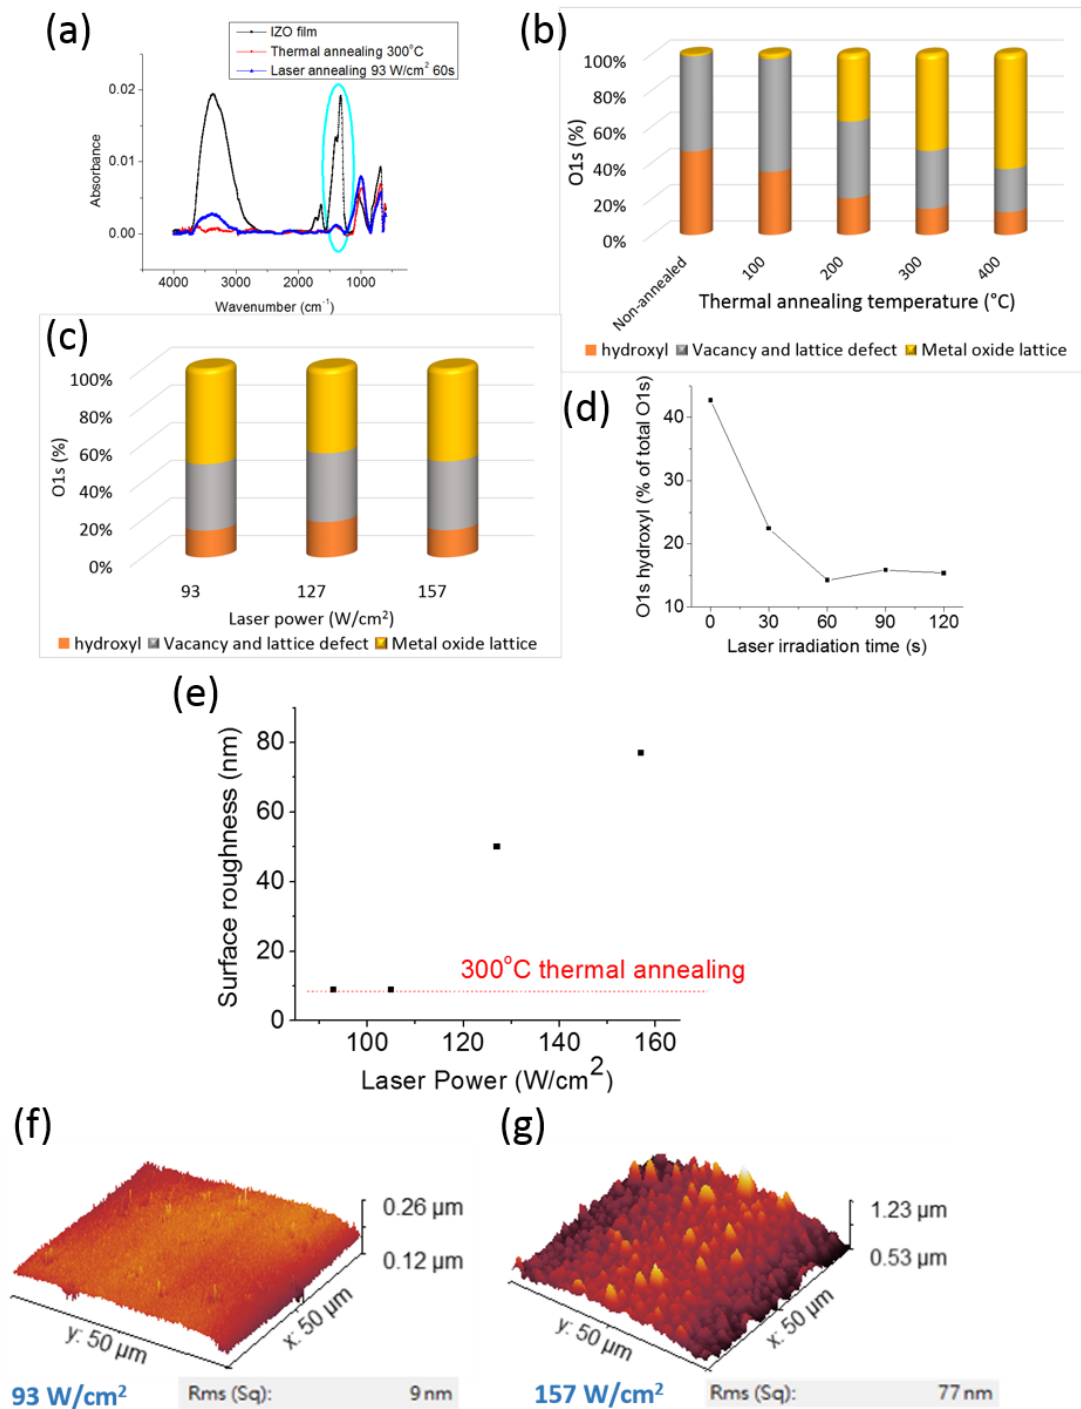 (a)
IZO film
Thermal annealing 300°C
Laser annealing 93 W/cm² 60s
0.02
0.01
0.00
Absorbance
4000 3000 2000 1000
Wavenumber (cm⁻¹)
(b)
100%
80%
60%
40%
20%
0%
O1s (%)
Non-annealed 100 200 300 400
Thermal annealing temperature (°C)
hydroxyl Vacancy and lattice defect Metal oxide lattice
(c)
100%
80%
60%
40%
20%
0%
O1s (%)
93 127 157
Laser power (W/cm²)
hydroxyl Vacancy and lattice defect Metal oxide lattice
(d)
O1s hydroxyl (% of total O1s)
40
30
20
10
0 30 60 90 120
Laser irradiation time (s)
(e)
Surface roughness (nm)
80
60
40
20
0
300°C thermal annealing
100 120 140 160
Laser Power (W/cm²)
(f)
0.26 µm
0.12 µm
y: 50 µm
x: 50 µm
93 W/cm²
Rms (Sq): 9 nm
(g)
1.23 µm
0.53 µm
y: 50 µm
x: 50 µm
157 W/cm²
Rms (Sq): 77 nm